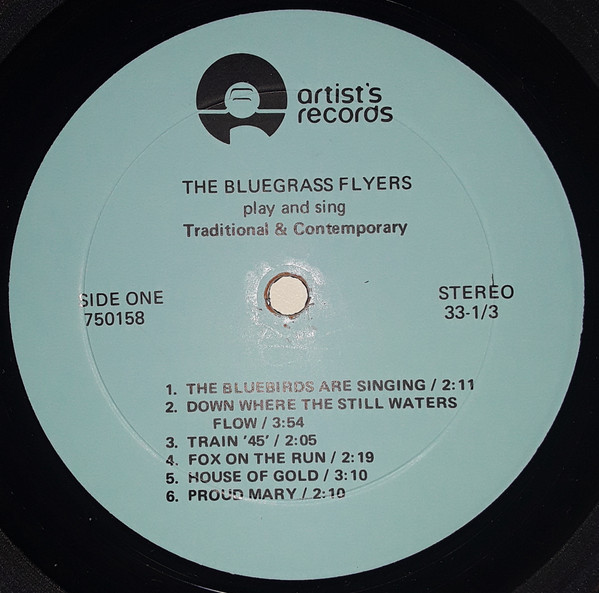 artist's
records
THE BLUEGRASS FLYERS
play and sing
Traditional & Contemporary
SIDE ONE
750158
STEREO
33-1/3
1. THE BLUEBIRDS ARE SINGING / 2:11
2. DOWN WHERE THE STILL WATERS
FLOW / 3:54
3. TRAIN '45' / 2:05
4. FOX ON THE RUN / 2:19
5. HOUSE OF GOLD / 3:10
6. PROUD MARY / 2:10